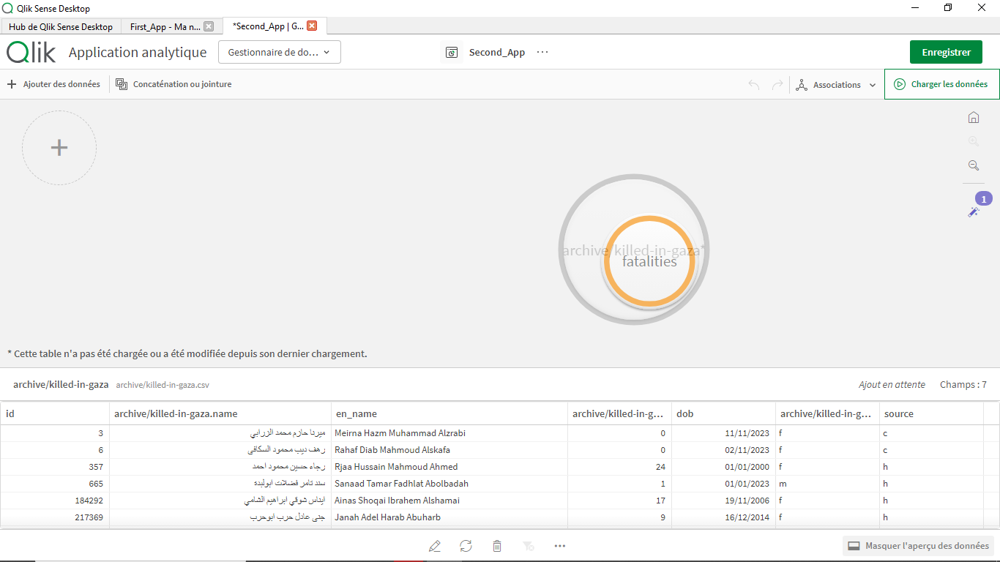 Qlik Sense Desktop
Hub de Qlik Sense Desktop First_App - Ma n... *Second_App | G...
Qlik Application analytique Gestionnaire de do... Second_App ... Enregistrer
Ajouter des données Concaténation ou jointure Associations Charger les données
1
archive/killed-in-gaza*
fatalities
* Cette table n'a pas été chargée ou a été modifiée depuis son dernier chargement.
archive/killed-in-gaza archive/killed-in-gaza.csv Ajout en attente Champs : 7
id archive/killed-in-gaza.name en_name archive/killed-in-g... dob archive/killed-in-g... source
3 ميرنا حازم محمد الزرابي Meirna Hazm Muhammad Alzrabi 0 11/11/2023 f c
6 رهف ديب محمود السكافى Rahaf Diab Mahmoud Alskafa 0 02/11/2023 f c
357 رجاء حسين محمود احمد Rjaa Hussain Mahmoud Ahmed 24 01/01/2000 f h
665 سند تامر فضلات ابولبده Sanaad Tamar Fadhlat Abolbadah 1 01/01/2023 m h
184292 ايناس شوقي ابراهيم الشامي Ainas Shoqai Ibrahem Alshamai 17 19/11/2006 f h
217369 جنى عادل حرب ابوحرب Janah Adel Harab Abuharb 9 16/12/2014 f h
Masquer l'aperçu des données